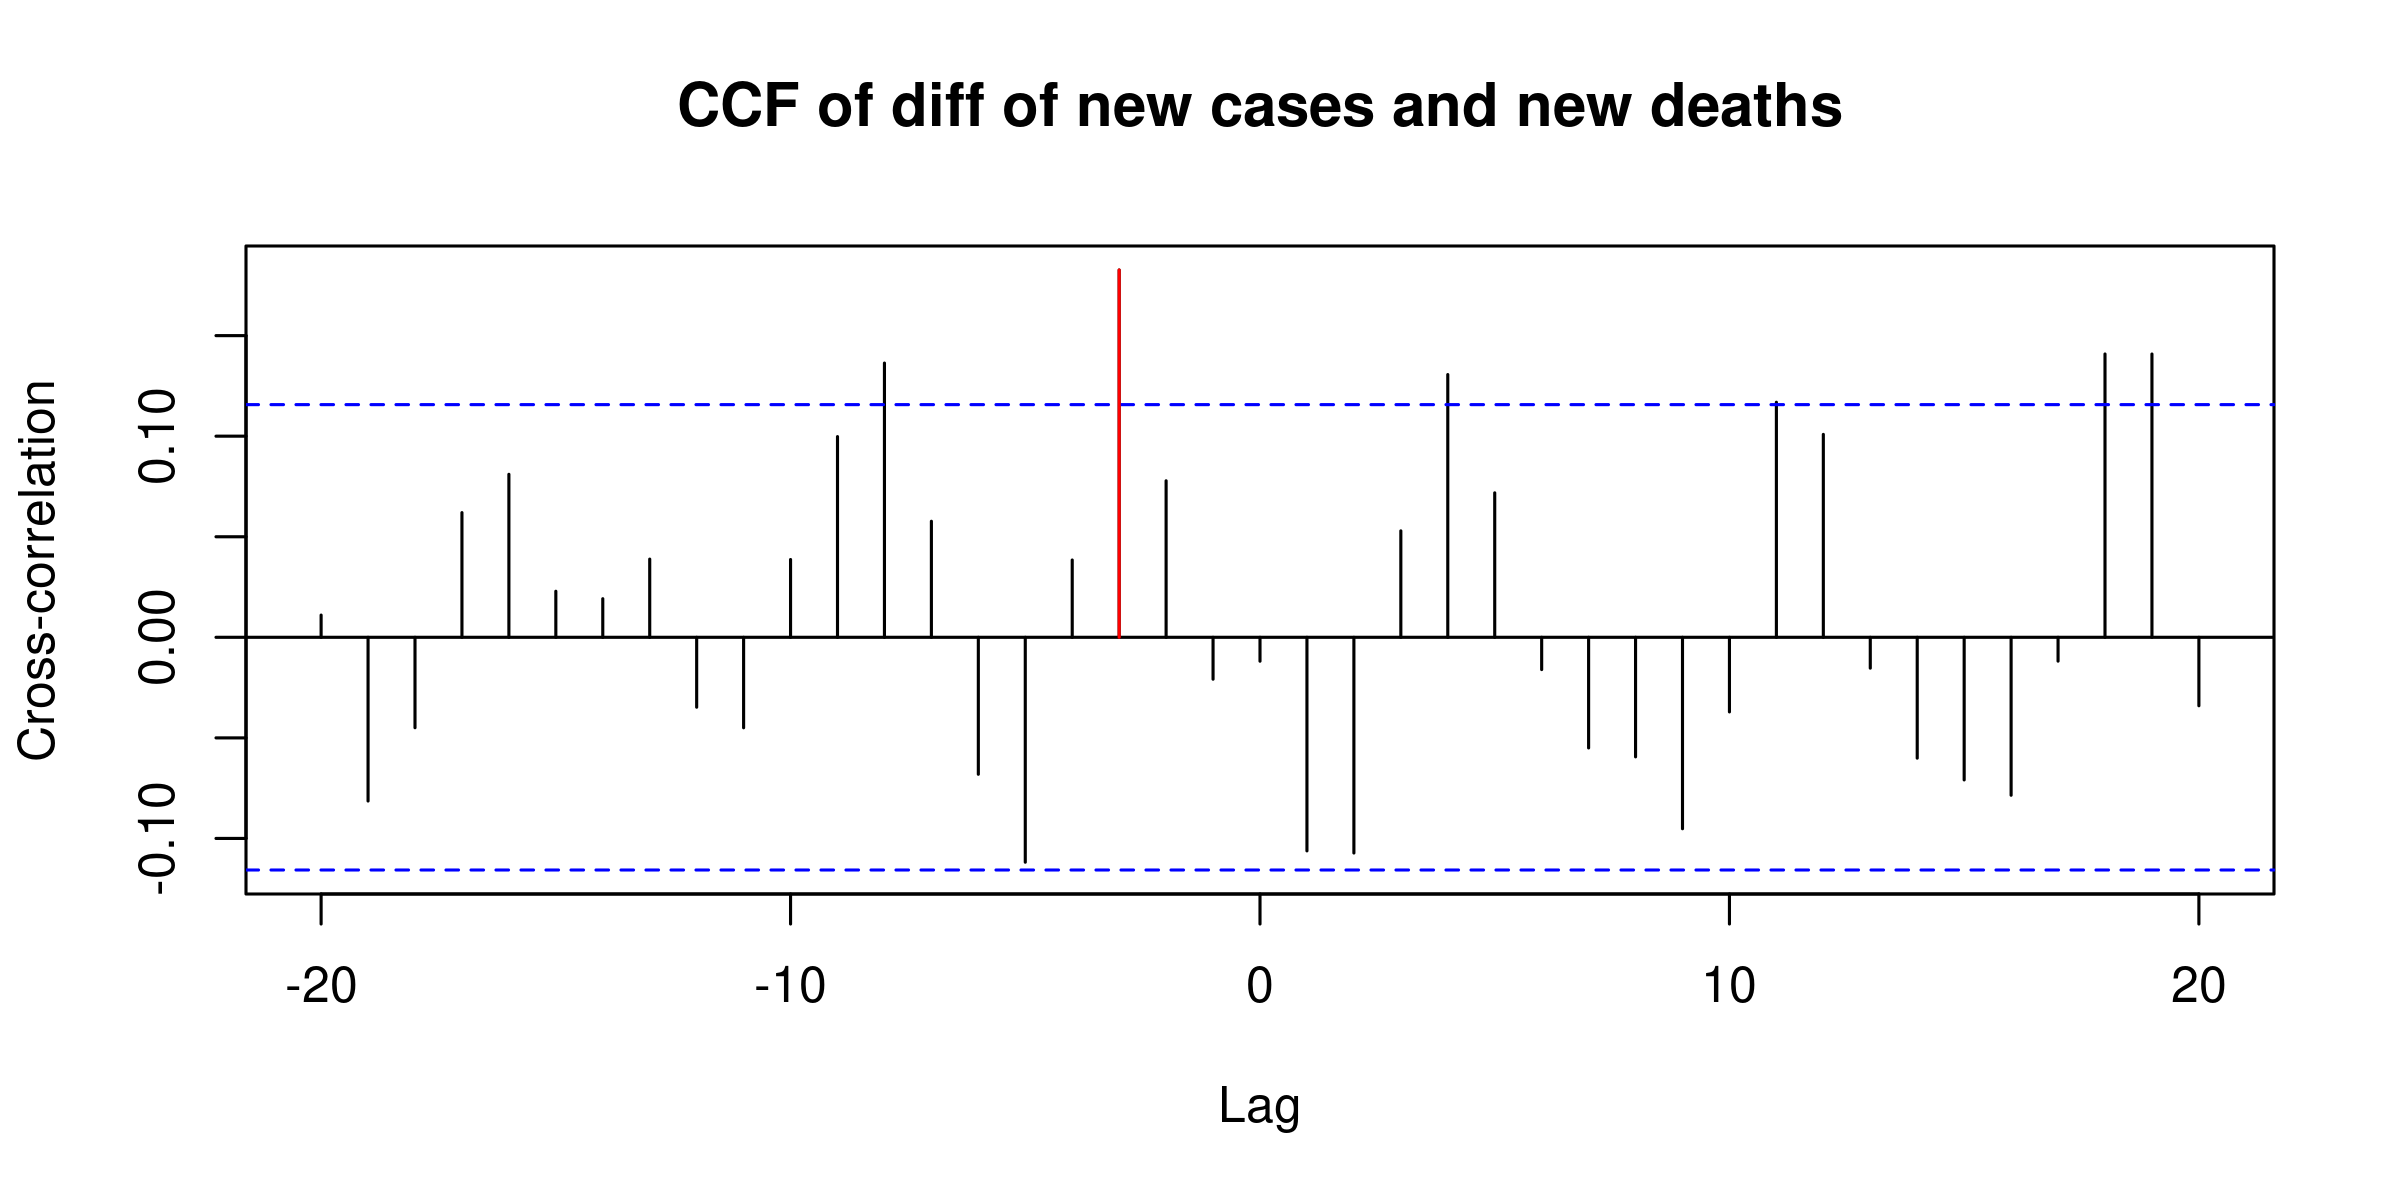 CCF of diff of new cases and new deaths
Cross-correlation
0.10
0.00
-0.10
-20 -10 0 10 20
Lag